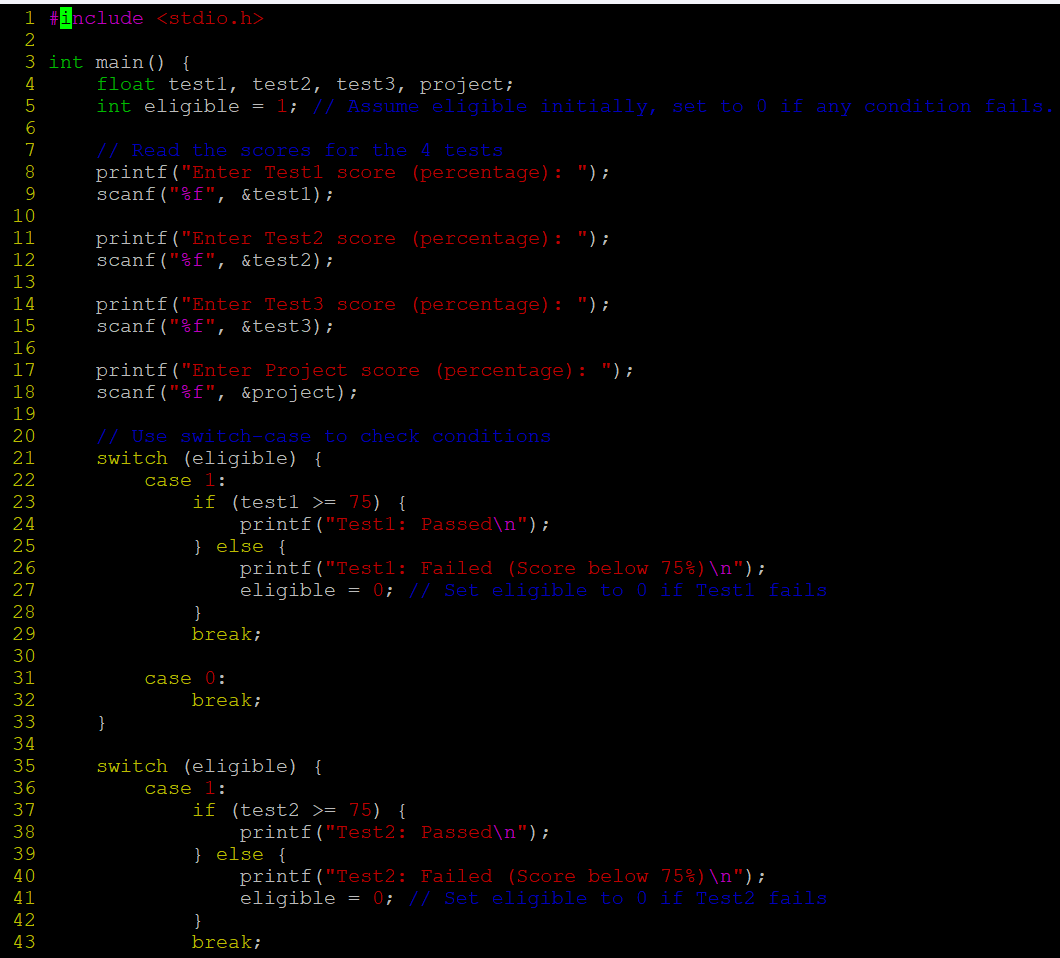 1 #include <stdio.h>
2
3 int main() {
4     float test1, test2, test3, project;
5     int eligible = 1; // Assume eligible initially, set to 0 if any condition fails.
6
7     // Read the scores for the 4 tests
8     printf("Enter Test1 score (percentage): ");
9     scanf("%f", &test1);
10
11     printf("Enter Test2 score (percentage): ");
12     scanf("%f", &test2);
13
14     printf("Enter Test3 score (percentage): ");
15     scanf("%f", &test3);
16
17     printf("Enter Project score (percentage): ");
18     scanf("%f", &project);
19
20     // Use switch-case to check conditions
21     switch (eligible) {
22         case 1:
23             if (test1 >= 75) {
24                 printf("Test1: Passed\n");
25             } else {
26                 printf("Test1: Failed (Score below 75%)\n");
27                 eligible = 0; // Set eligible to 0 if Test1 fails
28             }
29             break;
30
31         case 0:
32             break;
33     }
34
35     switch (eligible) {
36         case 1:
37             if (test2 >= 75) {
38                 printf("Test2: Passed\n");
39             } else {
40                 printf("Test2: Failed (Score below 75%)\n");
41                 eligible = 0; // Set eligible to 0 if Test2 fails
42             }
43             break;